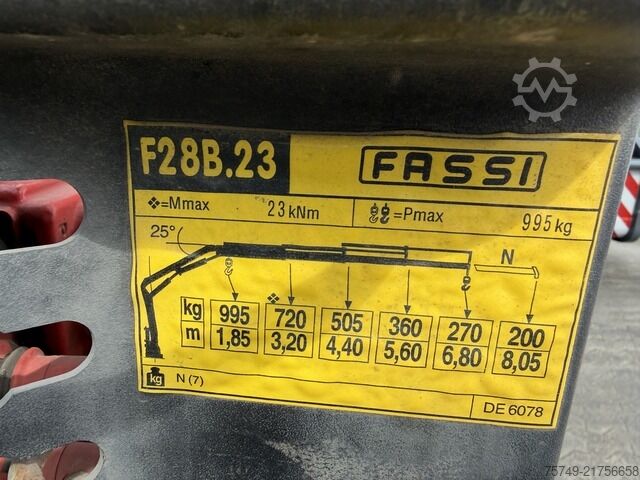 F28B.23 FASSI
=Mmax 23 kNm =Pmax 995 kg
25° N
kg 995 720 505 360 270 200
m 1,85 3,20 4,40 5,60 6,80 8,05
kg N (7)
DE 6078
75749-21756658